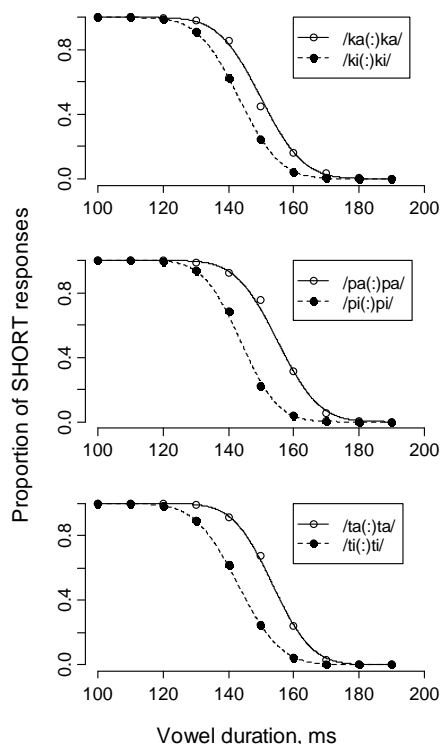 Proportion of SHORT responses
0.0 0.4 0.8
/ka(:)ka/
/ki(:)ki/
100 120 140 160 180 200
0.0 0.4 0.8
/pa(:)pa/
/pi(:)pi/
100 120 140 160 180 200
0.0 0.4 0.8
/ta(:)ta/
/ti(:)ti/
100 120 140 160 180 200
Vowel duration, ms